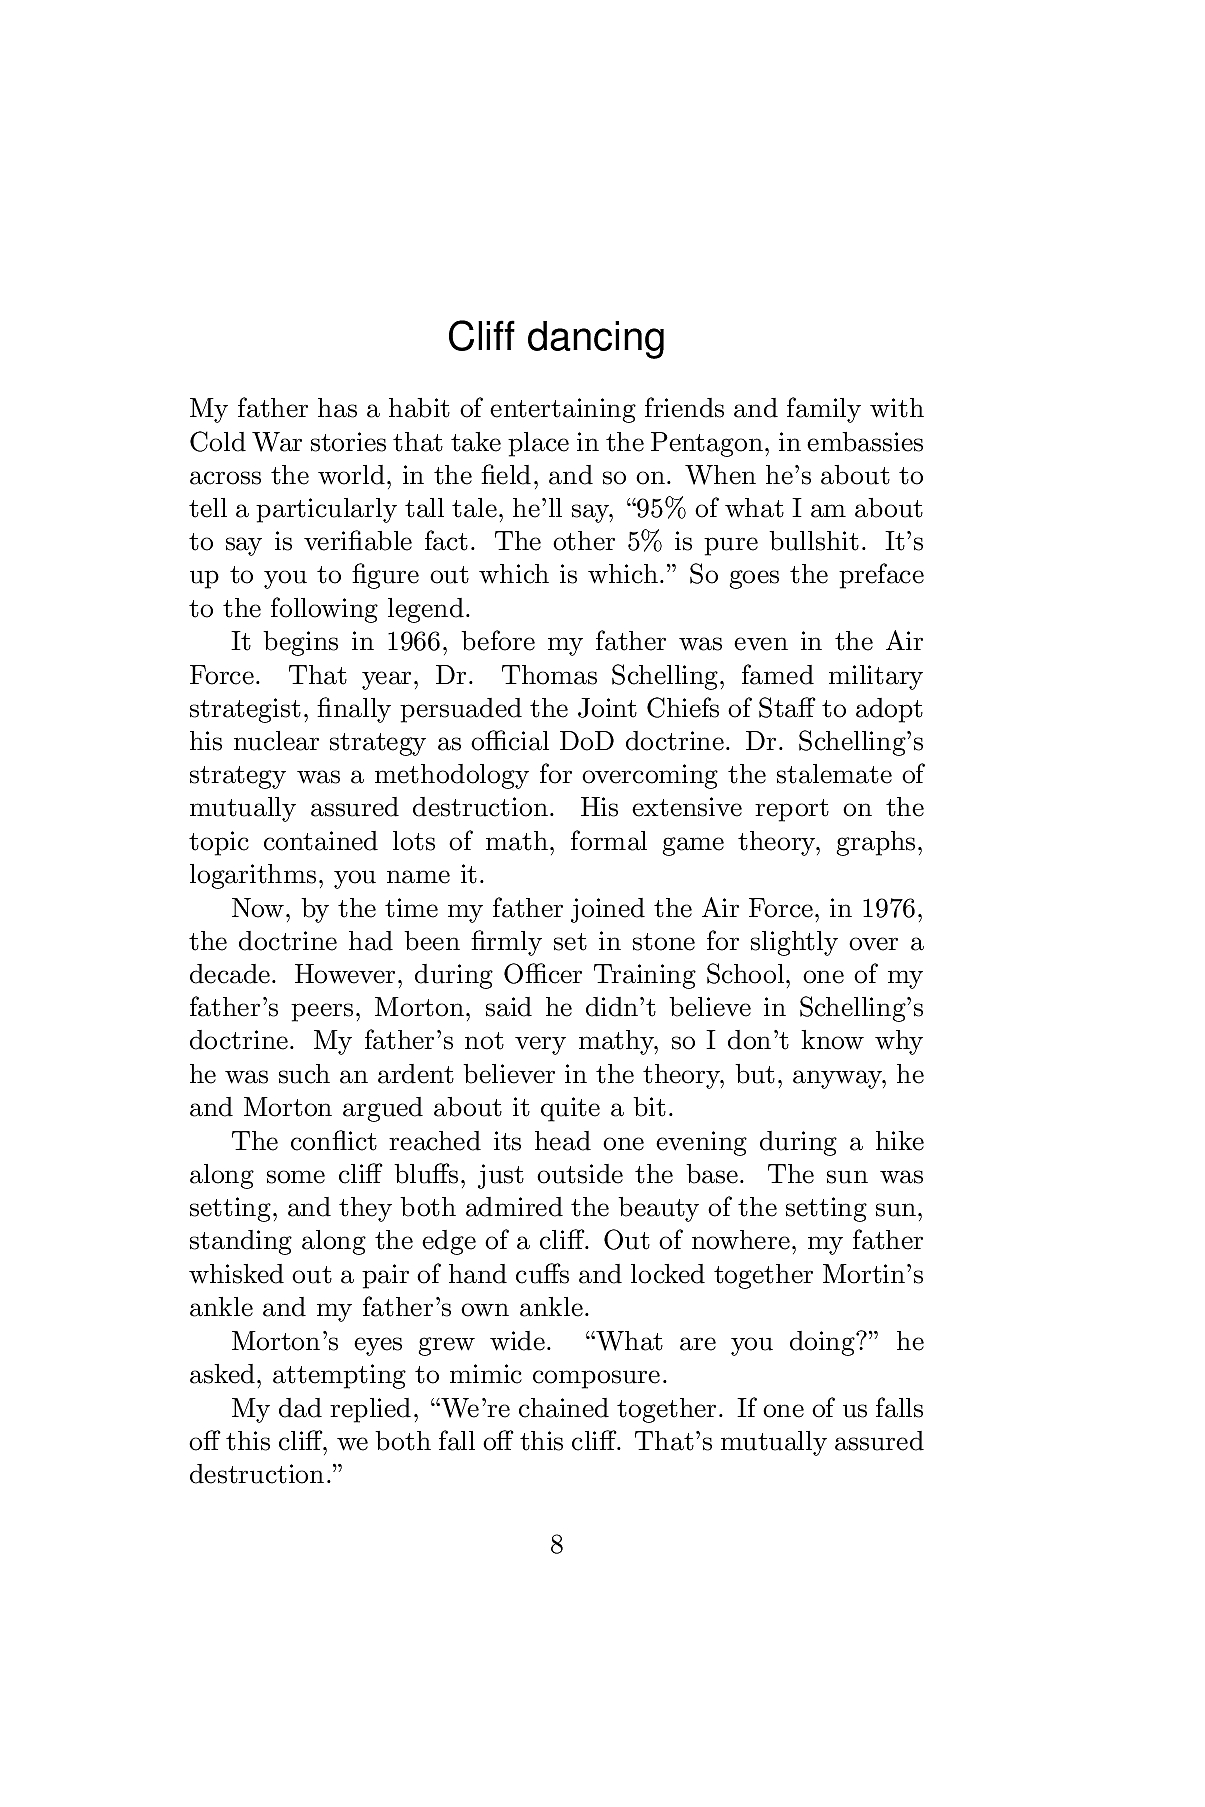 Cliff dancing
My father has a habit of entertaining friends and family with
Cold War stories that take place in the Pentagon, in embassies
across the world, in the field, and so on. When he’s about to
tell a particularly tall tale, he’ll say, “95% of what I am about
to say is verifiable fact. The other 5% is pure bullshit. It’s
up to you to figure out which is which.” So goes the preface
to the following legend.
It begins in 1966, before my father was even in the Air
Force. That year, Dr. Thomas Schelling, famed military
strategist, finally persuaded the Joint Chiefs of Staff to adopt
his nuclear strategy as official DoD doctrine. Dr. Schelling’s
strategy was a methodology for overcoming the stalemate of
mutually assured destruction. His extensive report on the
topic contained lots of math, formal game theory, graphs,
logarithms, you name it.
Now, by the time my father joined the Air Force, in 1976,
the doctrine had been firmly set in stone for slightly over a
decade. However, during Officer Training School, one of my
father’s peers, Morton, said he didn’t believe in Schelling’s
doctrine. My father’s not very mathy, so I don’t know why
he was such an ardent believer in the theory, but, anyway, he
and Morton argued about it quite a bit.
The conflict reached its head one evening during a hike
along some cliff bluffs, just outside the base. The sun was
setting, and they both admired the beauty of the setting sun,
standing along the edge of a cliff. Out of nowhere, my father
whisked out a pair of hand cuffs and locked together Mortin’s
ankle and my father’s own ankle.
Morton’s eyes grew wide. “What are you doing?” he
asked, attempting to mimic composure.
My dad replied, “We’re chained together. If one of us falls
off this cliff, we both fall off this cliff. That’s mutually assured
destruction.”
8